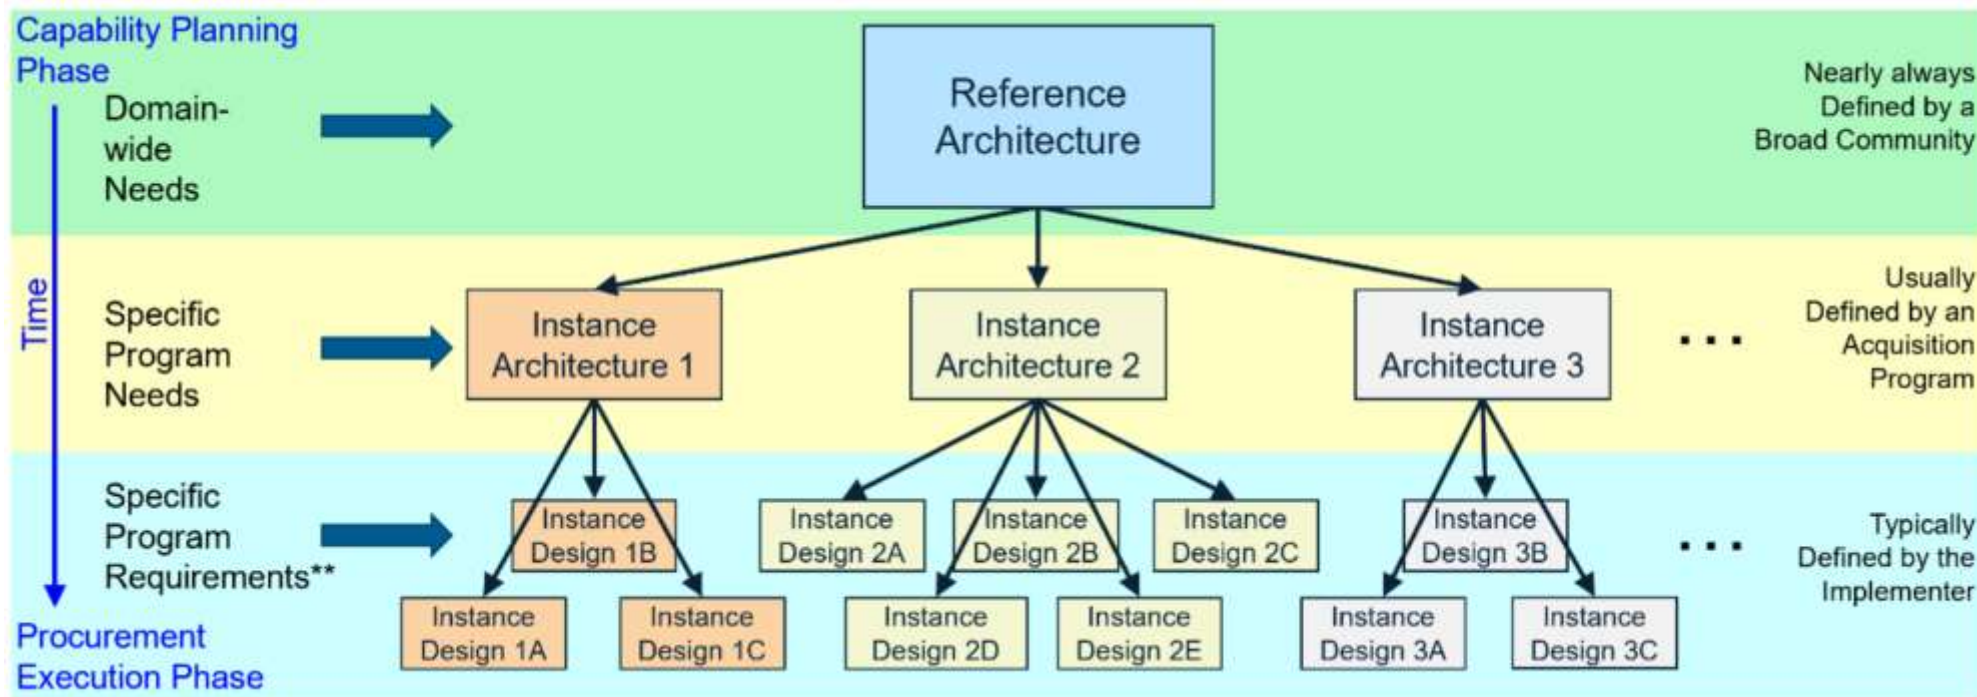 Capability Planning
Phase
Domain-
wide
Needs
Reference
Architecture
Nearly always
Defined by a
Broad Community
Time
Specific
Program
Needs
Instance
Architecture 1
Instance
Architecture 2
Instance
Architecture 3
...
Usually
Defined by an
Acquisition
Program
Specific
Program
Requirements**
Instance
Design 1B
Instance
Design 2A
Instance
Design 2B
Instance
Design 2C
Instance
Design 3B
...
Typically
Defined by the
Implementer
Instance
Design 1A
Instance
Design 1C
Instance
Design 2D
Instance
Design 2E
Instance
Design 3A
Instance
Design 3C
Procurement
Execution Phase